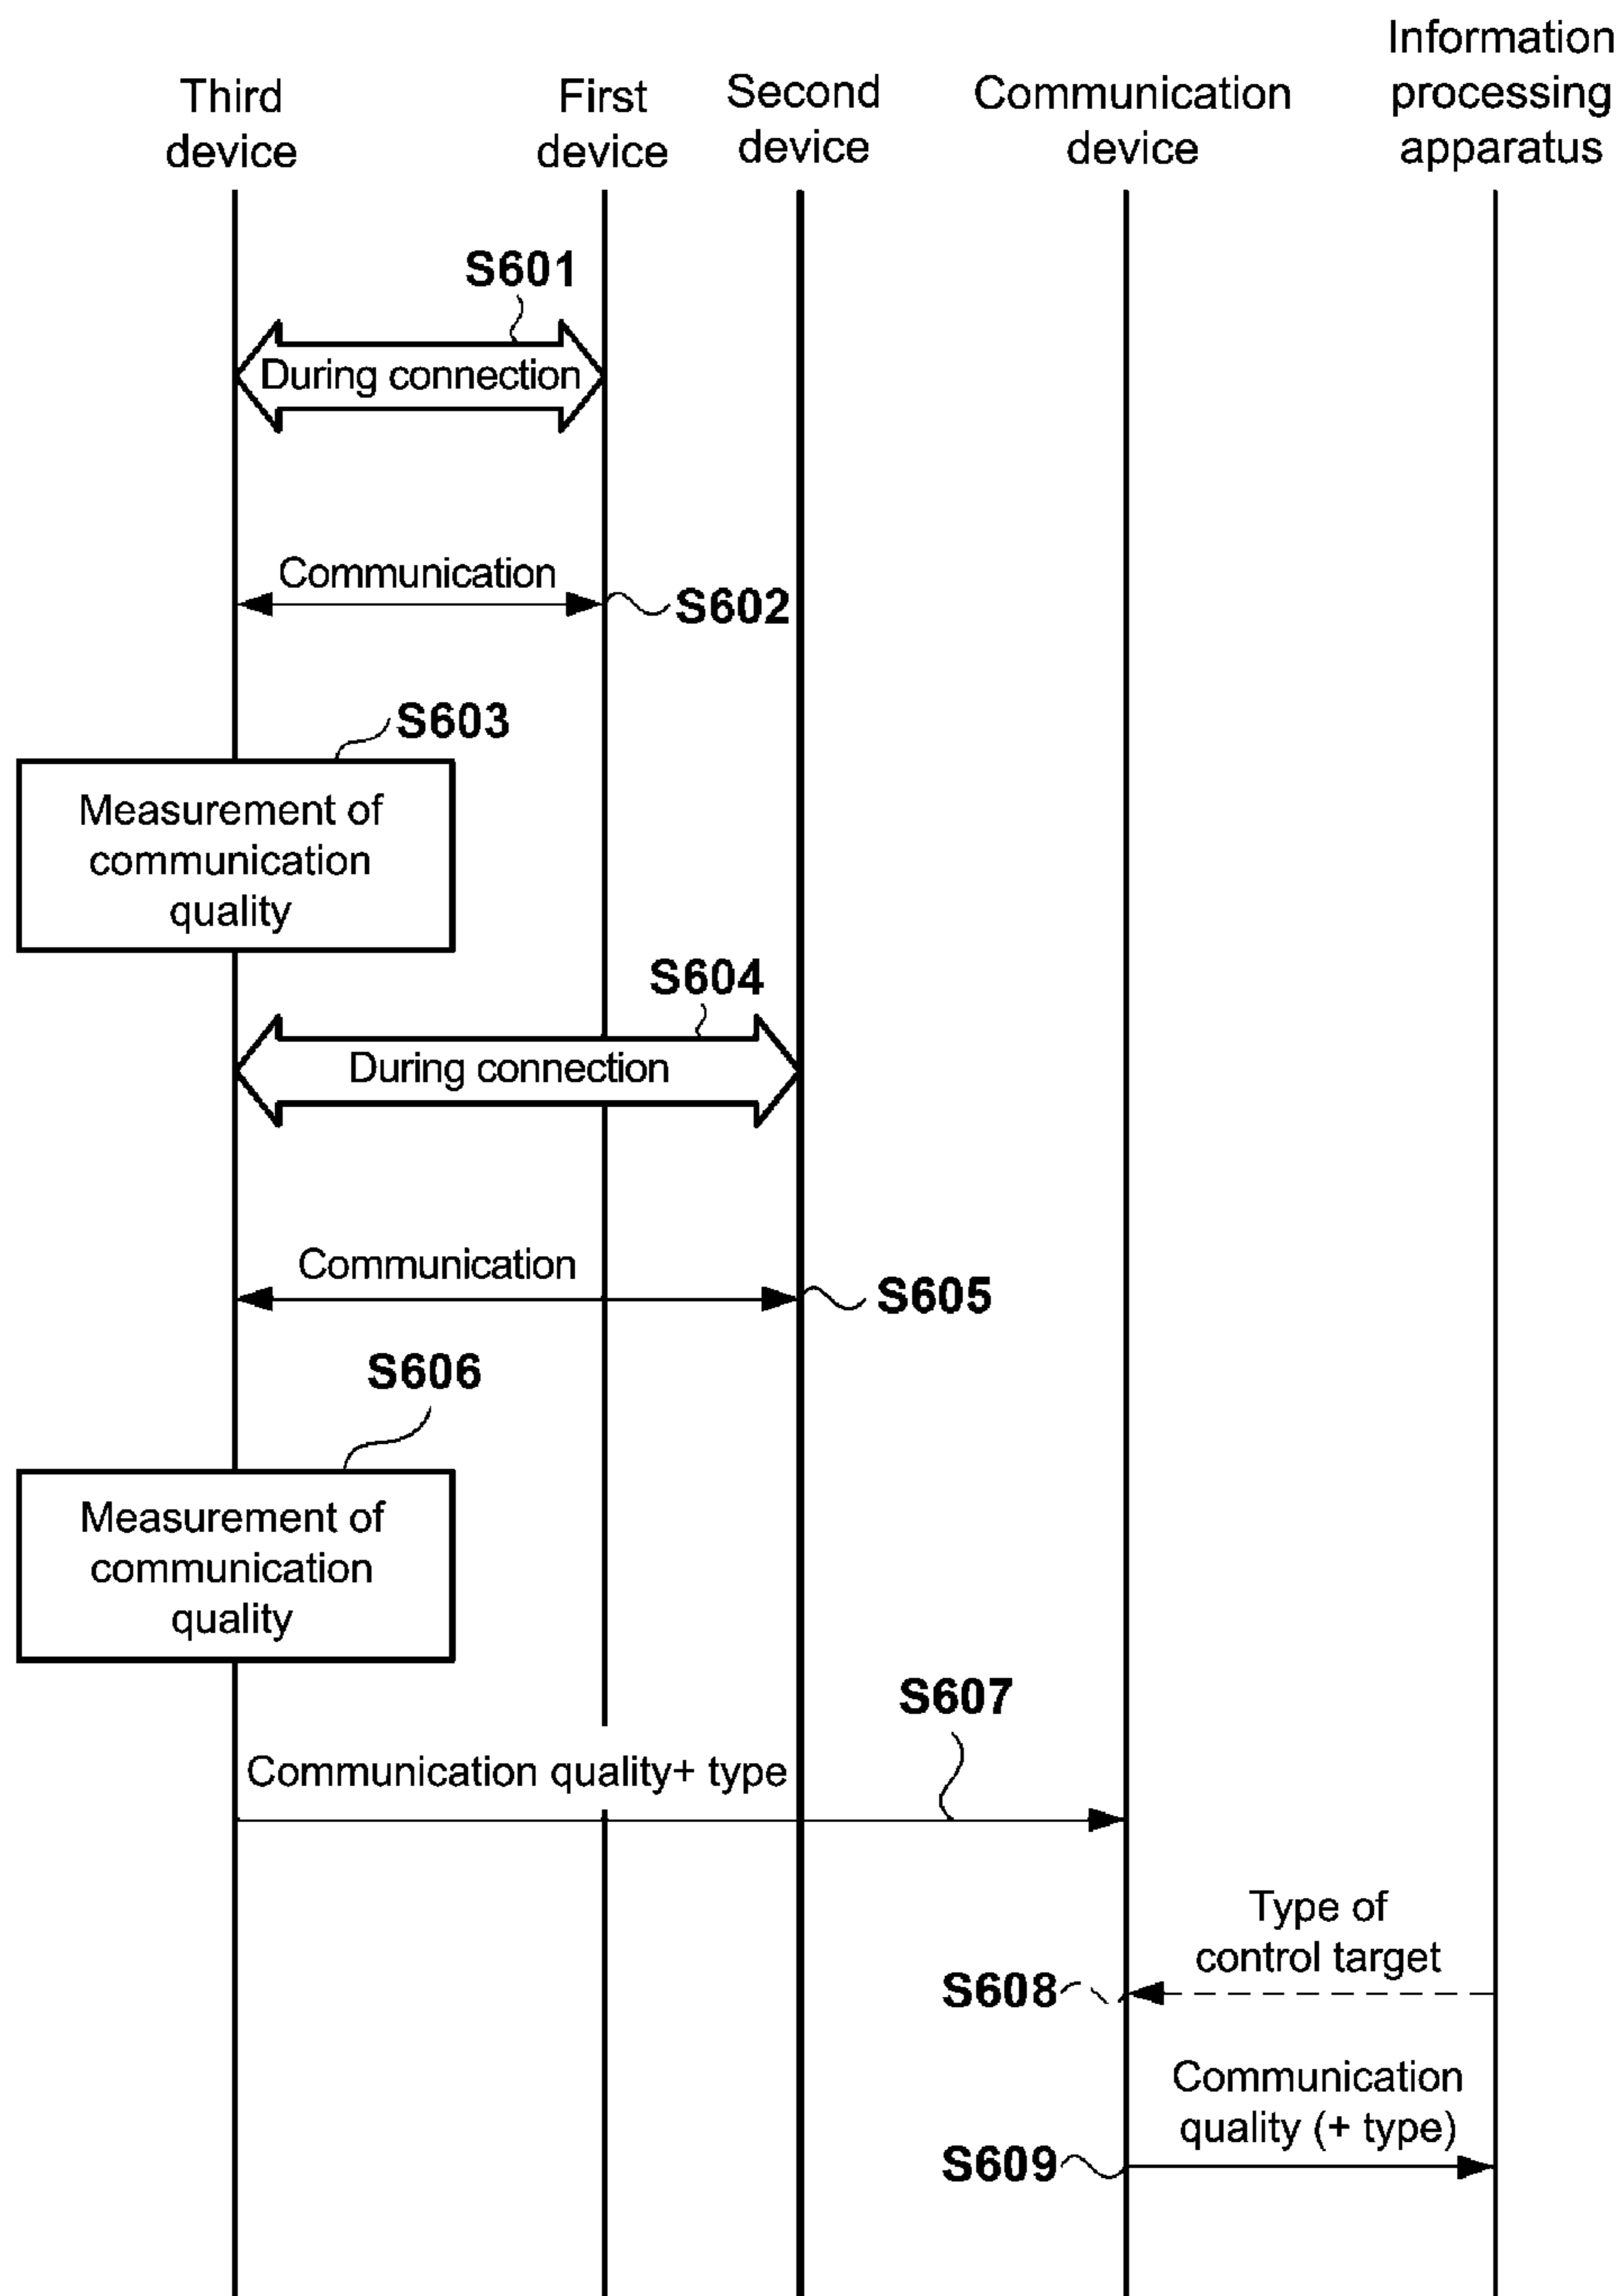 Third
device
First
device
Second
device
Communication
device
Information
processing
apparatus
S601
During connection
Communication
S602
S603
Measurement of
communication
quality
S604
During connection
Communication
S605
S606
Measurement of
communication
quality
S607
Communication quality+ type
Type of
control target
S608
Communication
quality (+ type)
S609